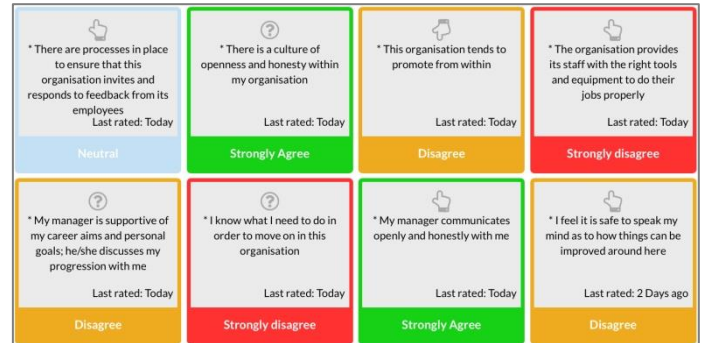 * There are processes in place
to ensure that this
organisation invites and
responds to feedback from its
employees
Last rated: Today
Neutral
* There is a culture of
openness and honesty within
my organisation
Last rated: Today
Strongly Agree
* This organisation tends to
promote from within
Last rated: Today
Disagree
* The organisation provides
its staff with the right tools
and equipment to do their
jobs properly
Last rated: Today
Strongly disagree
* My manager is supportive of
my career aims and personal
goals; he/she discusses my
progression with me
Last rated: Today
Disagree
* I know what I need to do in
order to move on in this
organisation
Last rated: Today
Strongly disagree
* My manager communicates
openly and honestly with me
Last rated: Today
Strongly Agree
* I feel it is safe to speak my
mind as to how things can be
improved around here
Last rated: 2 Days ago
Disagree